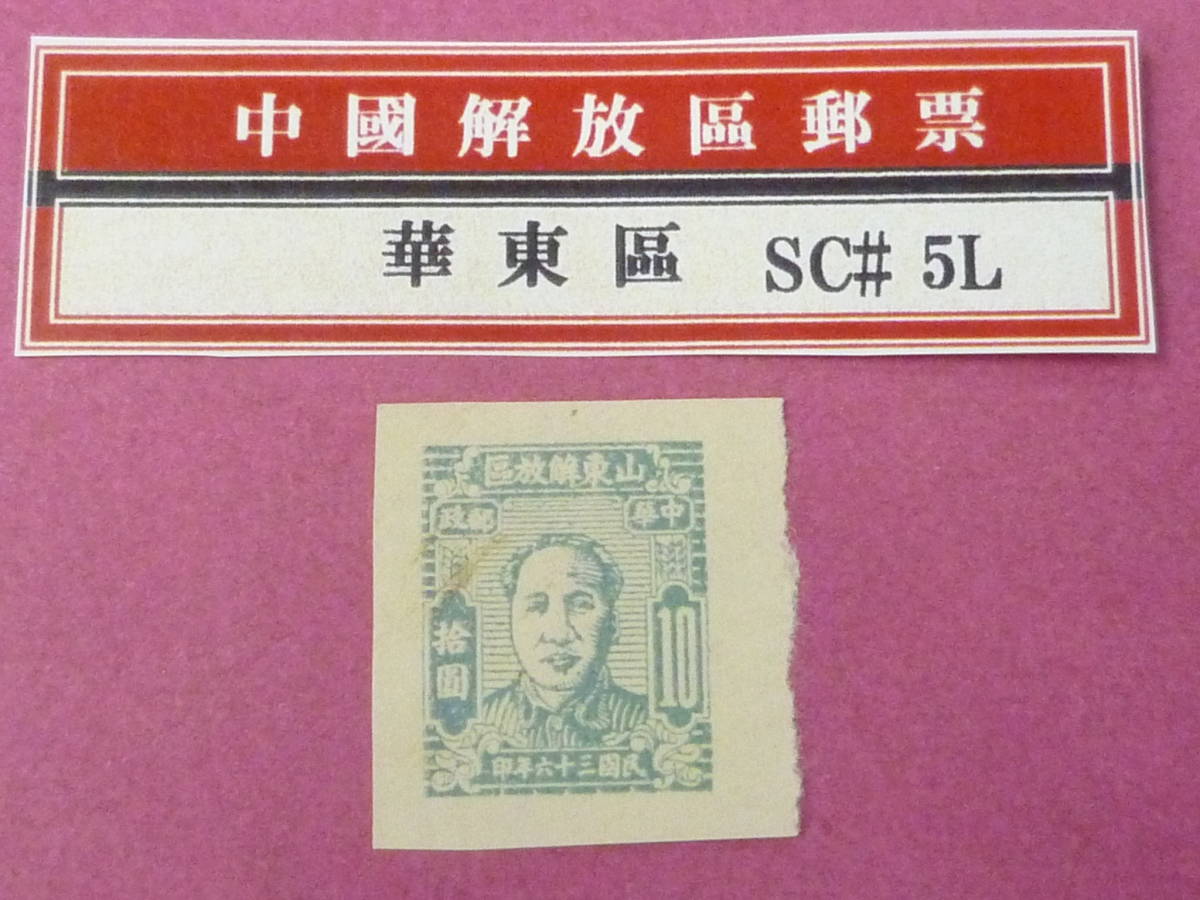 中國解放區郵票
華東區 SC# 5L
山東解放區
中華 郵政
拾圓 10
民國三十六年印